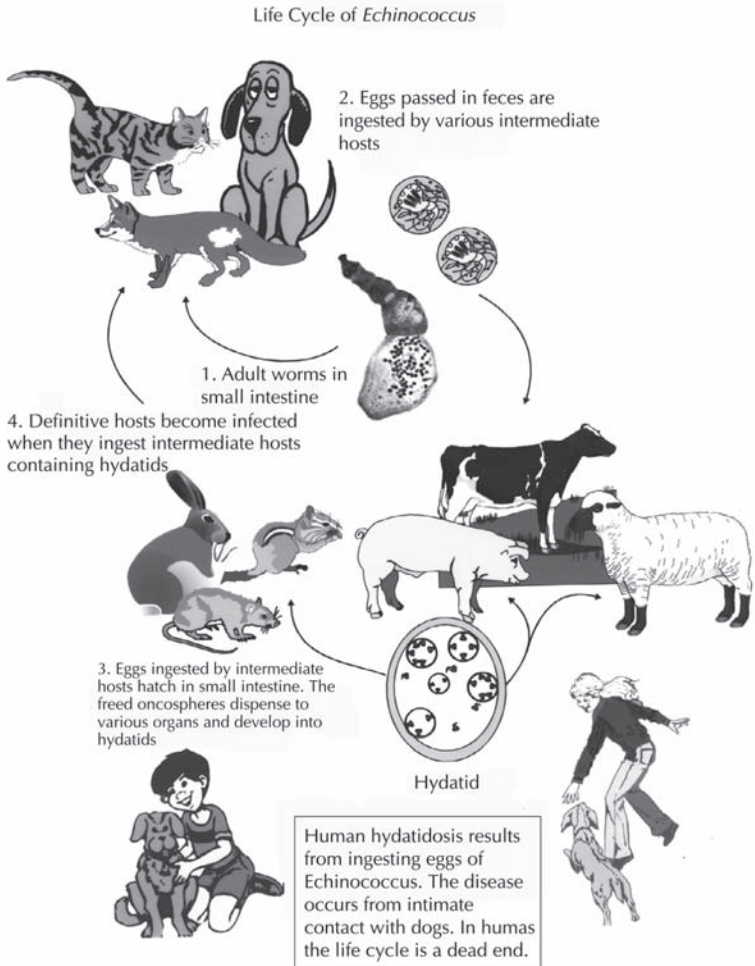 Life Cycle of Echinococcus
2. Eggs passed in feces are
ingested by various intermediate
hosts
1. Adult worms in
small intestine
4. Definitive hosts become infected
when they ingest intermediate hosts
containing hydatids
3. Eggs ingested by intermediate
hosts hatch in small intestine. The
freed oncospheres dispense to
various organs and develop into
hydatids
Hydatid
Human hydatidosis results
from ingesting eggs of
Echinococcus. The disease
occurs from intimate
contact with dogs. In humas
the life cycle is a dead end.